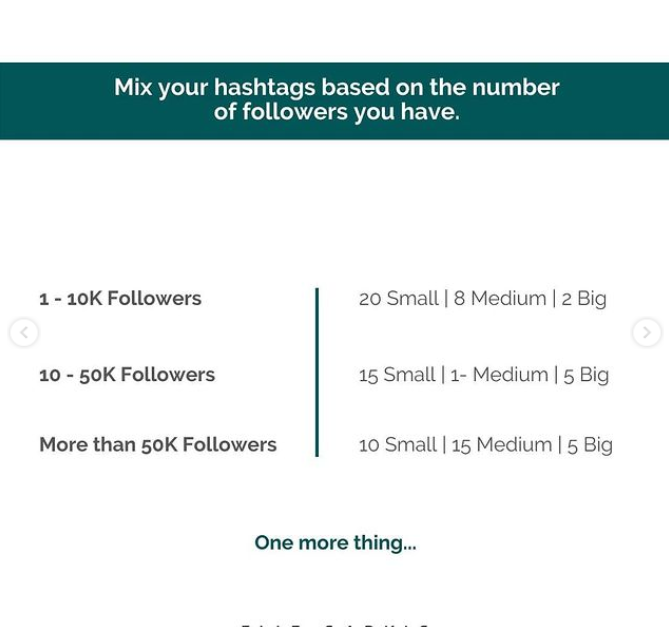 Mix your hashtags based on the number
of followers you have.
1 - 10K Followers
20 Small | 8 Medium | 2 Big
10 - 50K Followers
15 Small | 1- Medium | 5 Big
More than 50K Followers
10 Small | 15 Medium | 5 Big
One more thing...